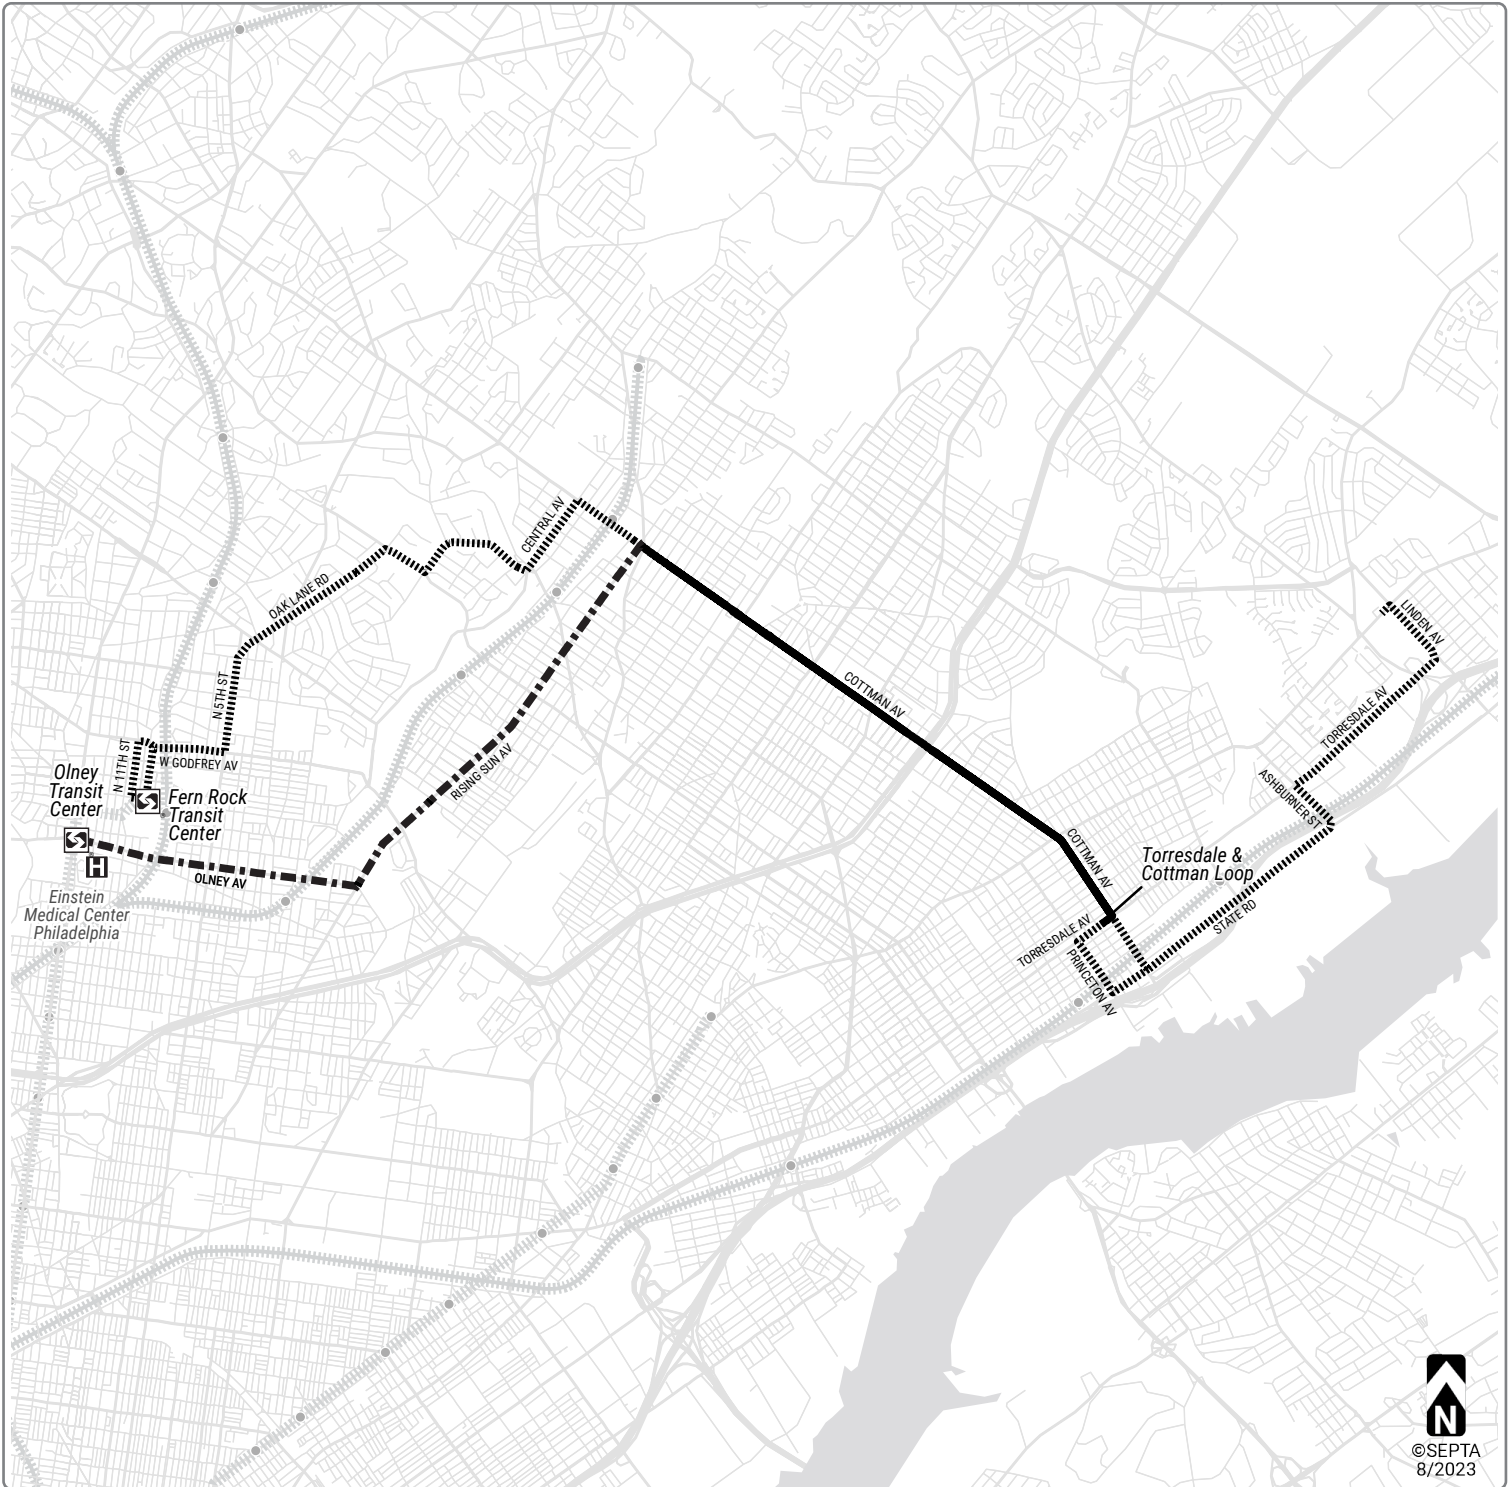 CENTRAL AV
OAK LANE RD
LINDEN AV
N 5TH ST
COTTMAN AV
TORRESDALE AV
N 11TH ST
W GODFREY AV
RISING SUN AV
ASHBURNER ST
Olney
Transit
Center
Fern Rock
Transit
Center
COTTMAN AV
Torresdale &
Cottman Loop
H
OLNEY AV
Einstein
Medical Center
Philadelphia
STATE RD
TORRESDALE AV
PRINCETON AV
N
©SEPTA
8/2023